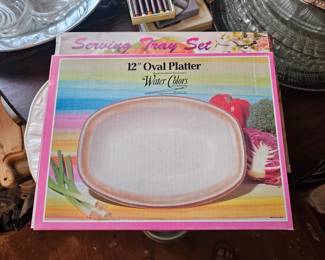 Serving Tray Set
12" Oval Platter
Water Colors